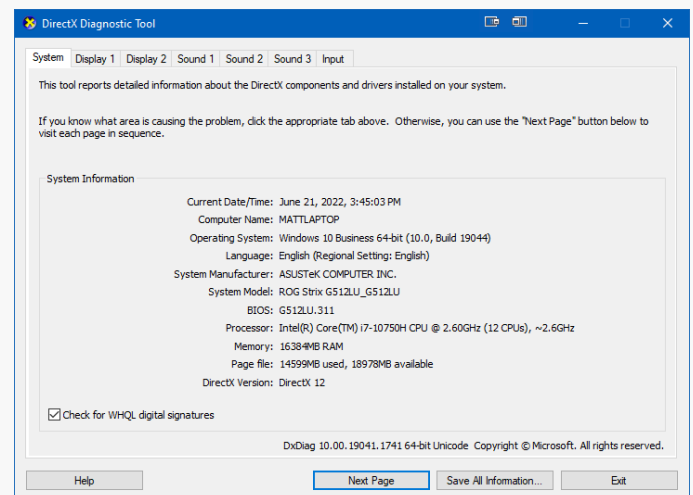 DirectX Diagnostic Tool
System Display 1 Display 2 Sound 1 Sound 2 Sound 3 Input
This tool reports detailed information about the DirectX components and drivers installed on your system.
If you know what area is causing the problem, click the appropriate tab above. Otherwise, you can use the "Next Page" button below to
visit each page in sequence.
System Information
Current Date/Time: June 21, 2022, 3:45:03 PM
Computer Name: MATTLAPTOP
Operating System: Windows 10 Business 64-bit (10.0, Build 19044)
Language: English (Regional Setting: English)
System Manufacturer: ASUSTeK COMPUTER INC.
System Model: ROG Strix G512LU_G512LU
BIOS: G512LU.311
Processor: Intel(R) Core(TM) i7-10750H CPU @ 2.60GHz (12 CPUs), ~2.6GHz
Memory: 16384MB RAM
Page file: 14599MB used, 18978MB available
DirectX Version: DirectX 12
Check for WHQL digital signatures
DxDiag 10.00.19041.1741 64-bit Unicode Copyright © Microsoft. All rights reserved.
Help Next Page Save All Information... Exit